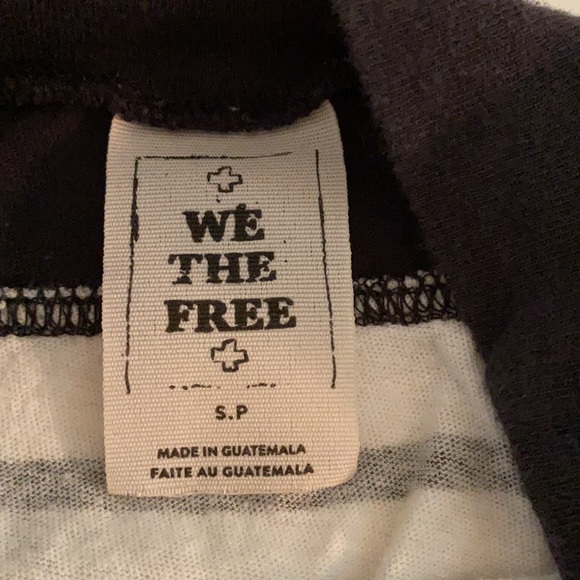 WE
THE
FREE
S.P
MADE IN GUATEMALA
FAITE AU GUATEMALA